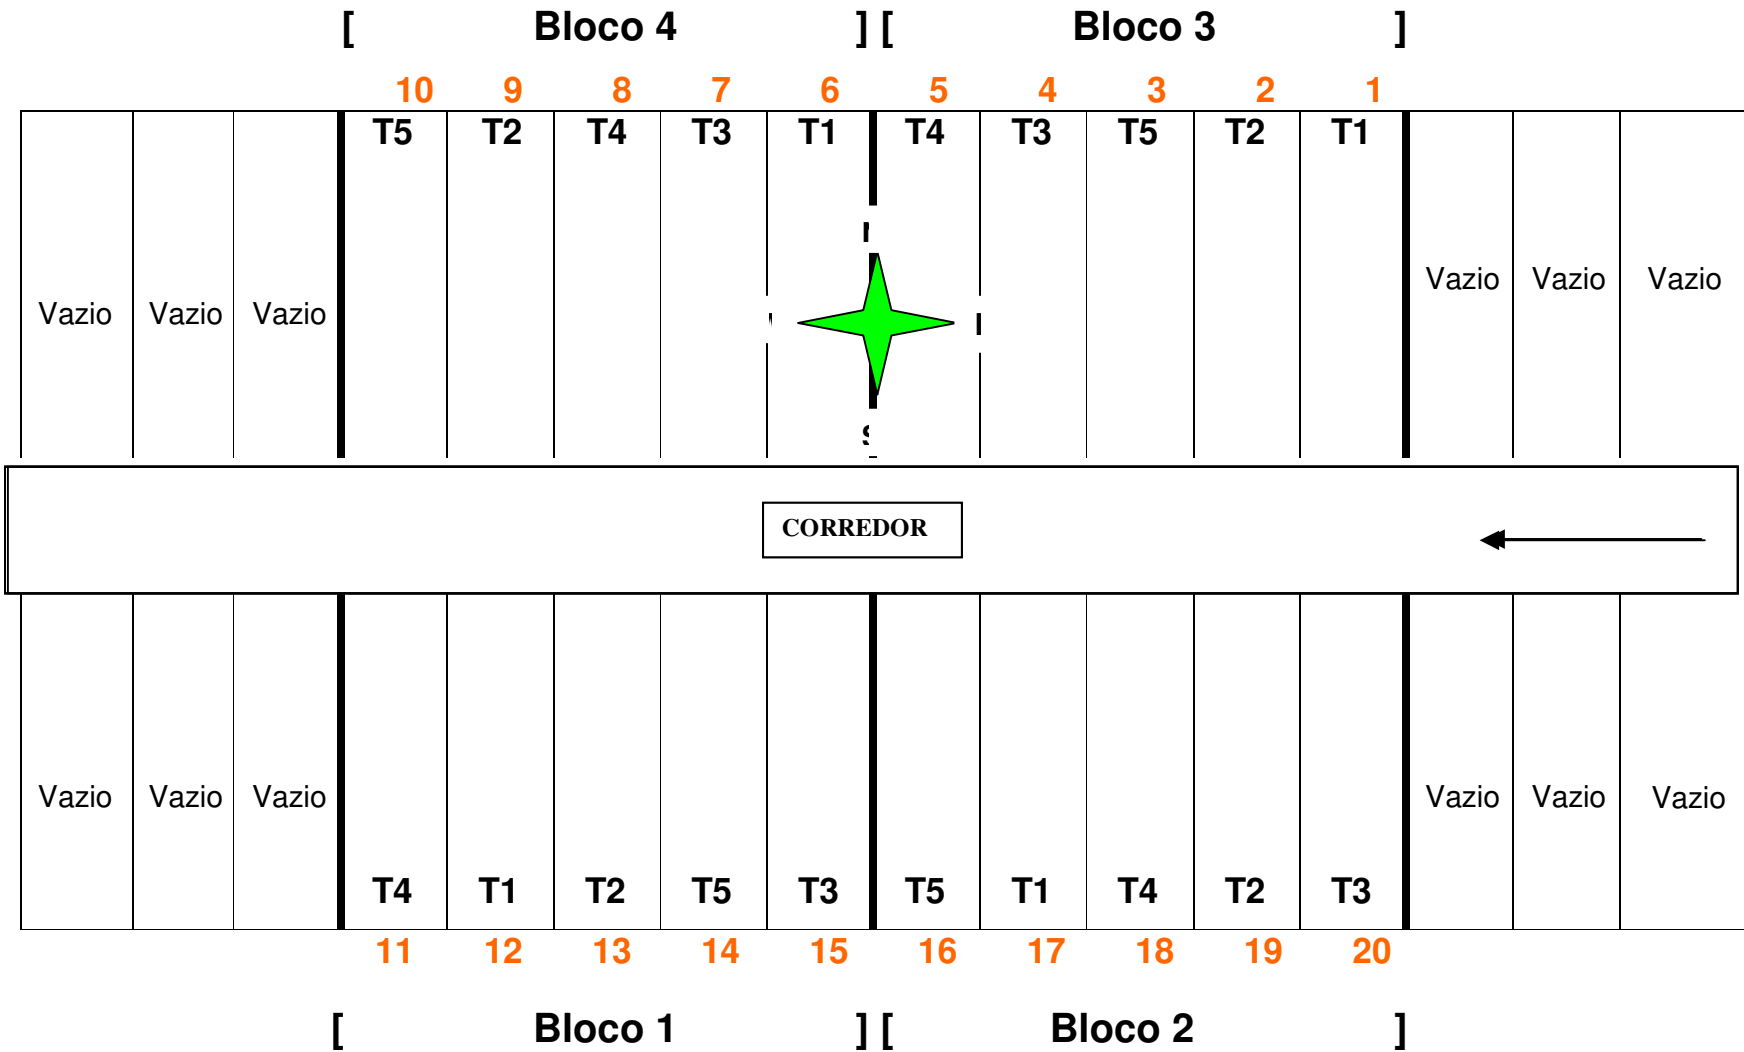 [ Bloco 4 ] [ Bloco 3 ]
10 9 8 7 6 5 4 3 2 1
T5 T2 T4 T3 T1 T4 T3 T5 T2 T1
Vazio Vazio Vazio
Vazio Vazio Vazio
CORREDOR
Vazio Vazio Vazio Vazio Vazio Vazio
T4 T1 T2 T5 T3 T5 T1 T4 T2 T3
11 12 13 14 15 16 17 18 19 20
[ Bloco 1 ] [ Bloco 2 ]